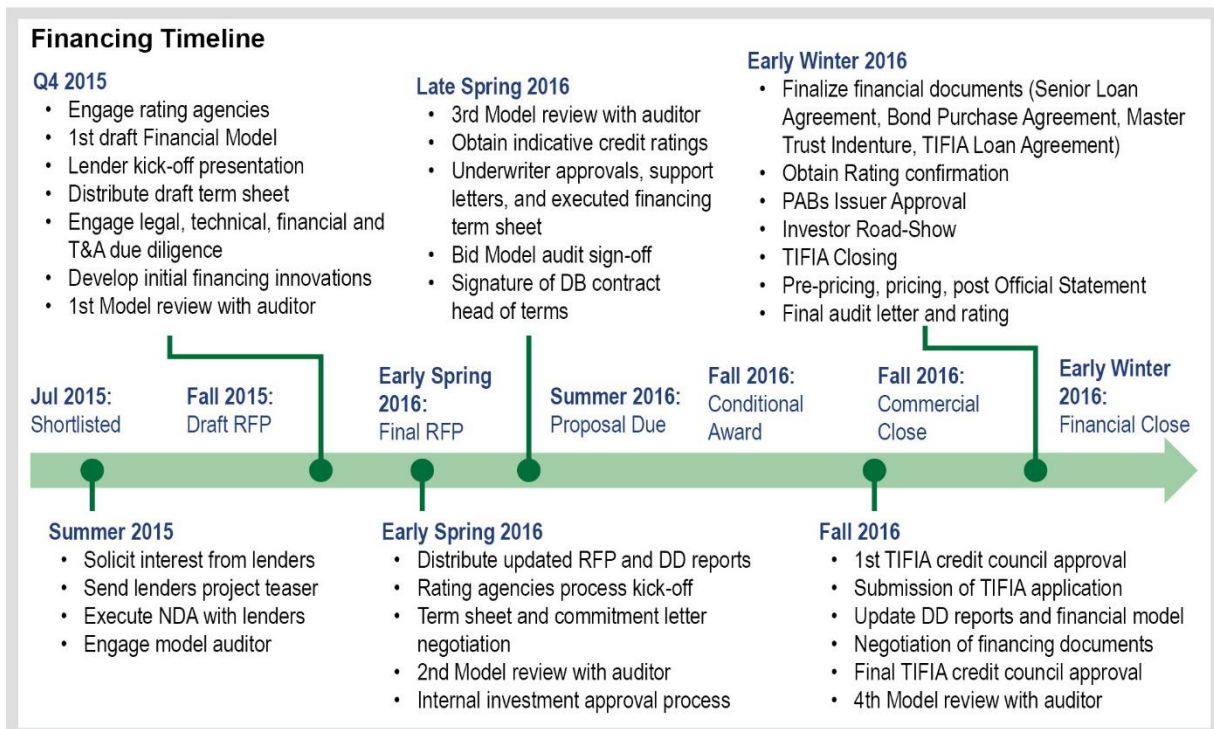 Financing Timeline
Q4 2015
• Engage rating agencies
• 1st draft Financial Model
• Lender kick-off presentation
• Distribute draft term sheet
• Engage legal, technical, financial and
T&A due diligence
• Develop initial financing innovations
• 1st Model review with auditor
Late Spring 2016
• 3rd Model review with auditor
• Obtain indicative credit ratings
• Underwriter approvals, support
letters, and executed financing
term sheet
• Bid Model audit sign-off
• Signature of DB contract
head of terms
Early Winter 2016
• Finalize financial documents (Senior Loan
Agreement, Bond Purchase Agreement, Master
Trust Indenture, TIFIA Loan Agreement)
• Obtain Rating confirmation
• PABs Issuer Approval
• Investor Road-Show
• TIFIA Closing
• Pre-pricing, pricing, post Official Statement
• Final audit letter and rating
Jul 2015:
Shortlisted
Fall 2015:
Draft RFP
Early Spring
2016:
Final RFP
Summer 2016:
Proposal Due
Fall 2016:
Conditional
Award
Fall 2016:
Commercial
Close
Early Winter
2016:
Financial Close
Summer 2015
• Solicit interest from lenders
• Send lenders project teaser
• Execute NDA with lenders
• Engage model auditor
Early Spring 2016
• Distribute updated RFP and DD reports
• Rating agencies process kick-off
• Term sheet and commitment letter
negotiation
• 2nd Model review with auditor
• Internal investment approval process
Fall 2016
• 1st TIFIA credit council approval
• Submission of TIFIA application
• Update DD reports and financial model
• Negotiation of financing documents
• Final TIFIA credit council approval
• 4th Model review with auditor